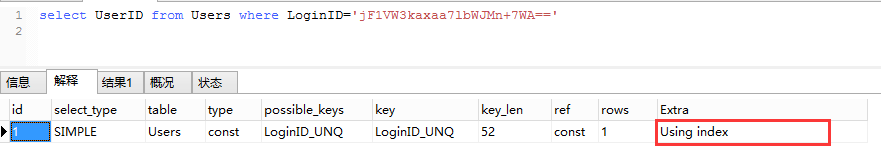 1 select UserID from Users where LoginID='jF1VW3kaxaa7lbWJMn+7WA=='
2
信息 解释 结果1 概况 状态
id select_type table type possible_keys key key_len ref rows Extra
1 SIMPLE Users const LoginID_UNQ LoginID_UNQ 52 const 1 Using index